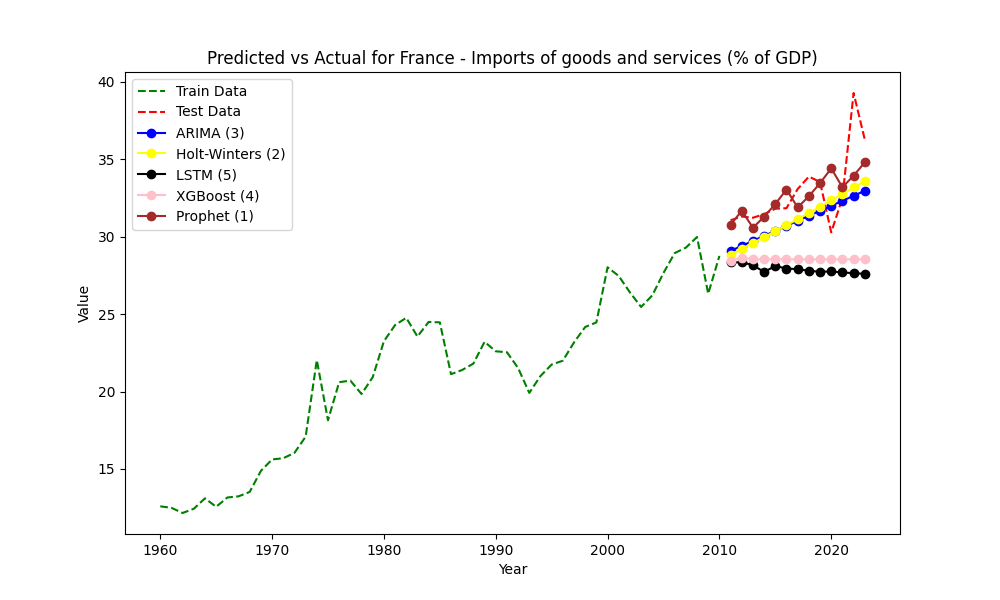 Predicted vs Actual for France - Imports of goods and services (% of GDP)
Train Data
Test Data
ARIMA (3)
Holt-Winters (2)
LSTM (5)
XGBoost (4)
Prophet (1)
Value
40
35
30
25
20
15
1960 1970 1980 1990 2000 2010 2020
Year